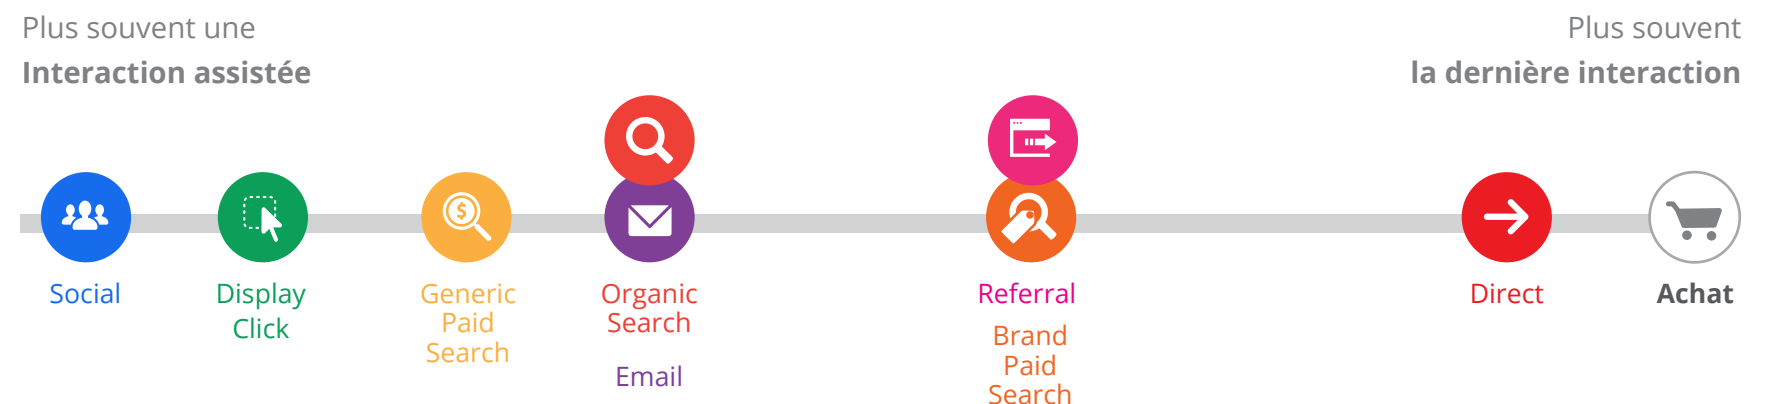 Plus souvent une
Interaction assistée
Plus souvent
la dernière interaction
$
Social
Display
Click
Generic
Paid
Search
Organic
Search
Email
Referral
Brand
Paid
Search
Direct
Achat